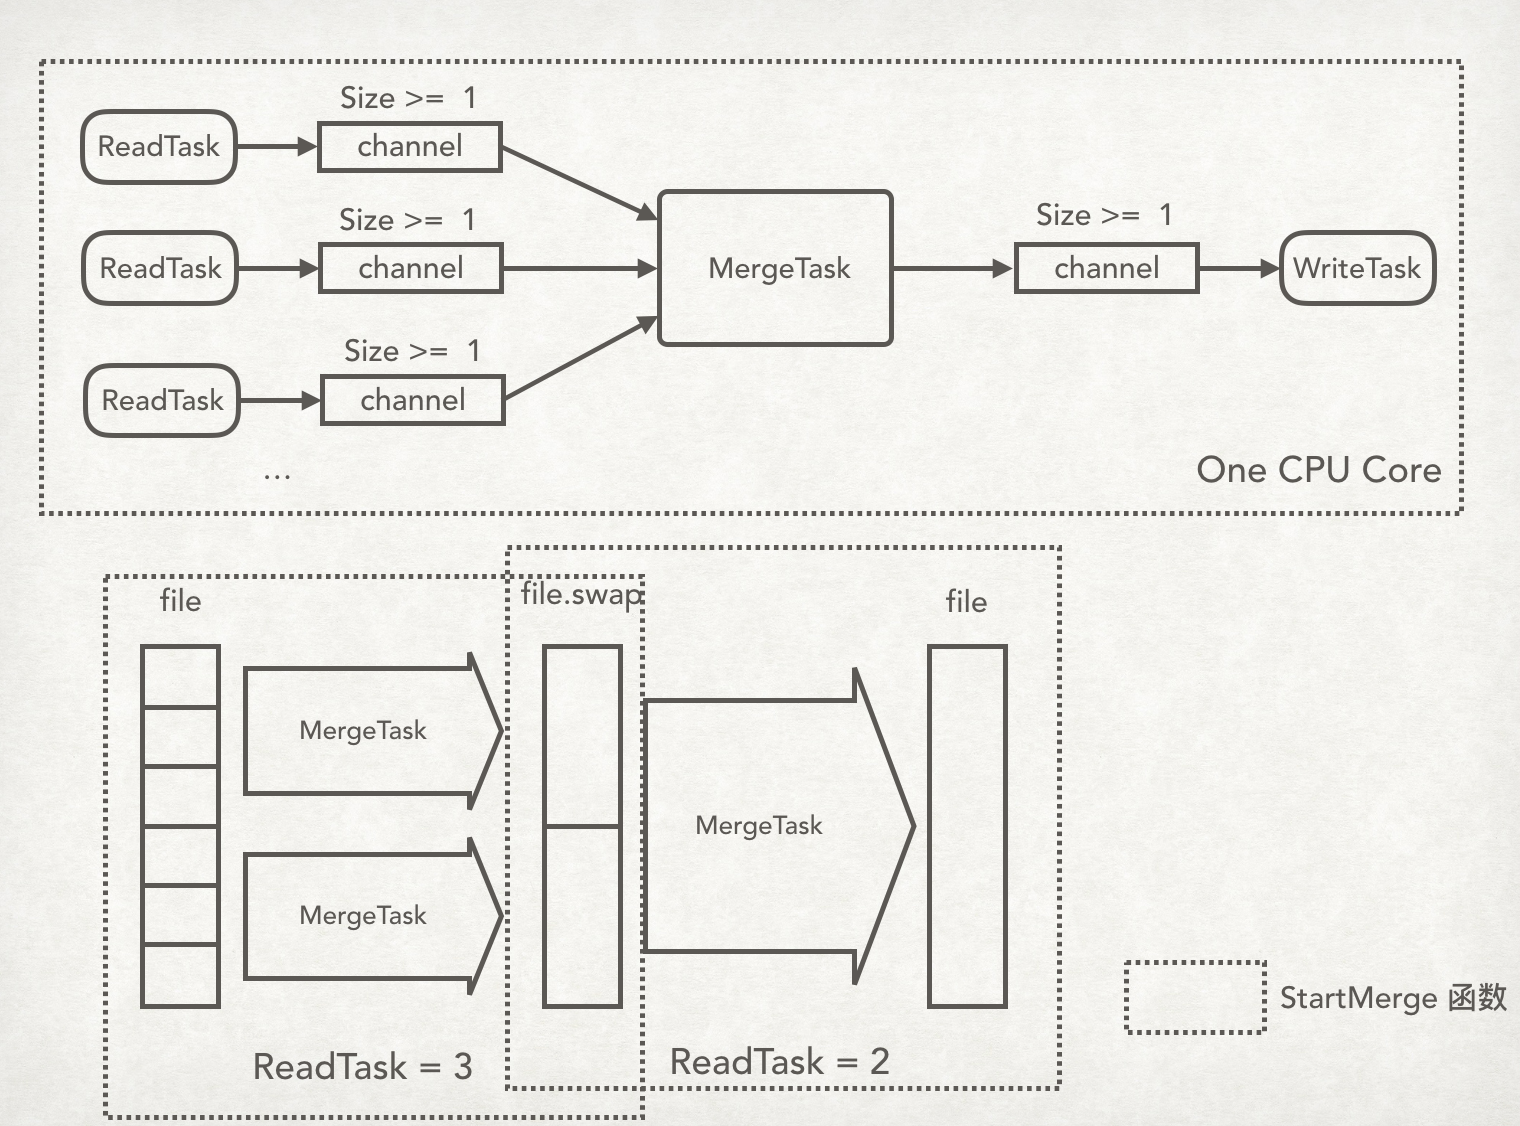 Size >= 1
ReadTask
channel
Size >= 1
ReadTask
channel
MergeTask
Size >= 1
channel
WriteTask
Size >= 1
ReadTask
channel
...
One CPU Core
file
file.swap
file
MergeTask
MergeTask
MergeTask
ReadTask = 3
ReadTask = 2
StartMerge 函数